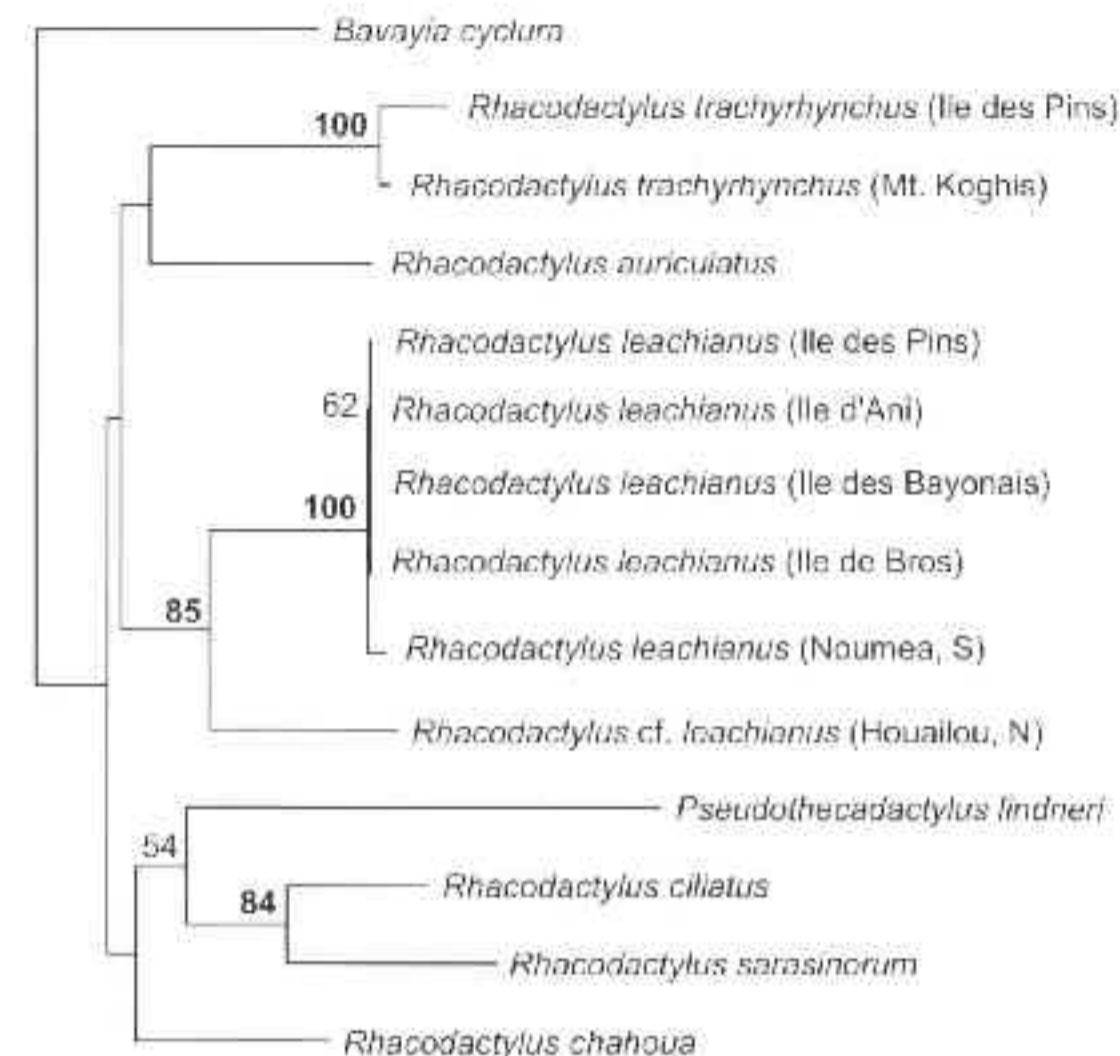 Bavayia cyclura
100
Rhacodactylus trachyrhynchus (Ile des Pins)
Rhacodactylus trachyrhynchus (Mt. Koghis)
Rhacodactylus auriculatus
Rhacodactylus leachianus (Ile des Pins)
62
Rhacodactylus leachianus (Ile d'Ani)
Rhacodactylus leachianus (Ile des Bayonais)
100
Rhacodactylus leachianus (Ile de Bros)
85
Rhacodactylus leachianus (Noumea, S)
Rhacodactylus cf. leachianus (Houailou, N)
Pseudothecadactylus lindneri
54
Rhacodactylus ciliatus
84
Rhacodactylus sarasinorum
Rhacodactylus chahoua